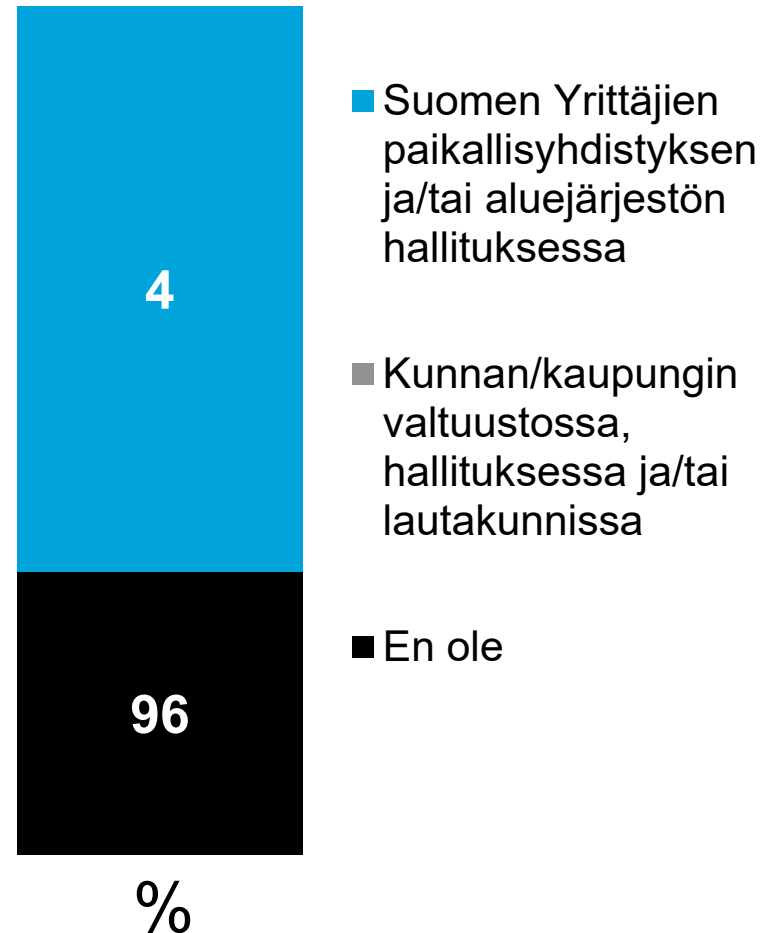 4
96
%
Suomen Yrittäjien
paikallisyhdistyksen
ja/tai aluejärjestön
hallituksessa
Kunnan/kaupungin
valtuustossa,
hallituksessa ja/tai
lautakunnissa
En ole